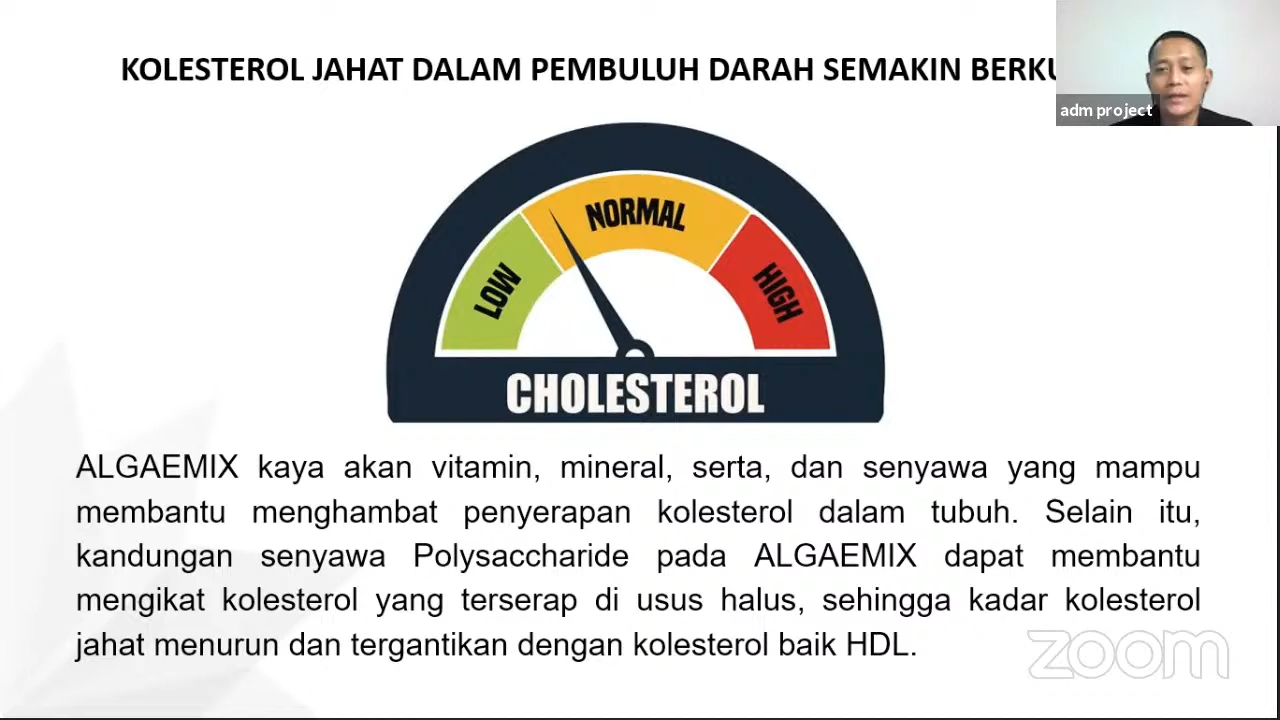 KOLESTEROL JAHAT DALAM PEMBULUH DARAH SEMAKIN
adm project
LOW
NORMAL
HIGH
CHOLESTEROL
ALGAEMIX kaya akan vitamin, mineral, serta, dan senyawa yang mampu
membantu menghambat penyerapan kolesterol dalam tubuh. Selain itu,
kandungan senyawa Polysaccharide pada ALGAEMIX dapat membantu
mengikat kolesterol yang terserap di usus halus, sehingga kadar kolesterol
jahat menurun dan tergantikan dengan kolesterol baik HDL.
zoom